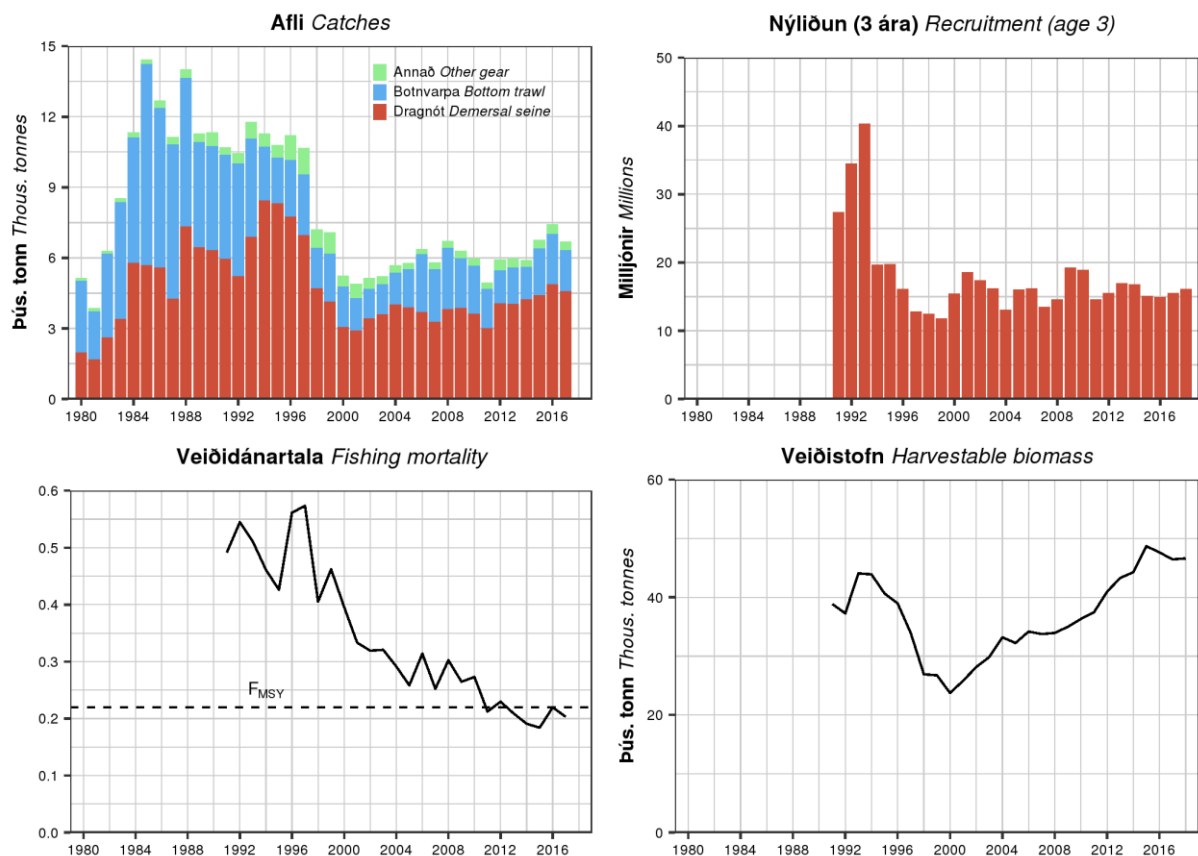 Afli Catches
Þús. tonn Thous. tonnes
15
12
9
6
3
0
Annað Other gear
Botnvarpa Bottom trawl
Dragnót Demersal seine
1980 1984 1988 1992 1996 2000 2004 2008 2012 2016
Nýliðun (3 ára) Recruitment (age 3)
Milljónir Millions
50
40
30
20
10
0
1980 1984 1988 1992 1996 2000 2004 2008 2012 2016
Veiðidánartala Fishing mortality
0.6
0.5
0.4
0.3
0.2
0.1
0.0
FMSY
1980 1984 1988 1992 1996 2000 2004 2008 2012 2016
Veiðistofn Harvestable biomass
Þús. tonn Thous. tonnes
60
40
20
0
1980 1984 1988 1992 1996 2000 2004 2008 2012 2016